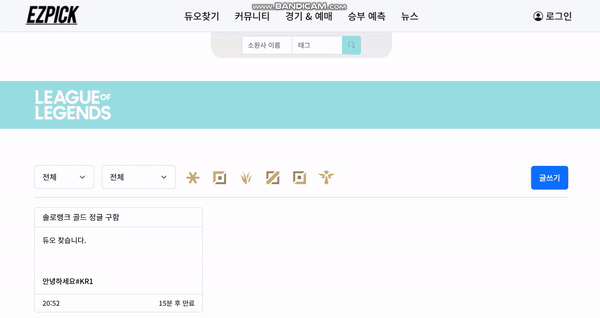 EZPICK
듀오찾기 커뮤니티 경기 & 예매 승부 예측 뉴스 로그인
www.BANDICAM.com
소환사 이름 태그
LEAGUE OF
LEGENDS
전체 전체 글쓰기
솔로랭크 골드 정글 구함
듀오 찾습니다.
안녕하세요#KR1
20:52 15분 후 만료